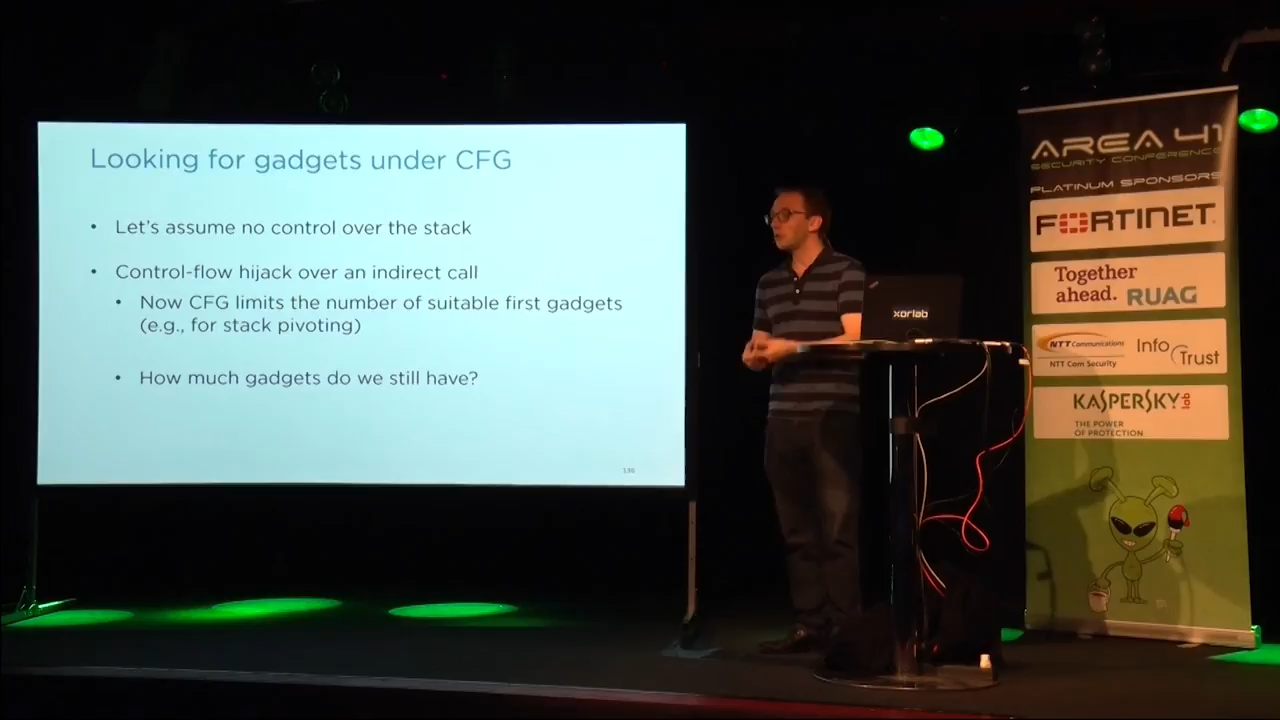 Looking for gadgets under CFG
• Let's assume no control over the stack
• Control-flow hijack over an indirect call
• Now CFG limits the number of suitable first gadgets
(e.g., for stack pivoting)
• How much gadgets do we still have?
xorlab
AREA 41
SECURITY CONFERENCE
PLATINUM SPONSORS
FORTINET
Together
ahead. RUAG
NTT Communications
NTT Com Security
Info
Trust
KASPERSKY lab
THE POWER
OF PROTECTION